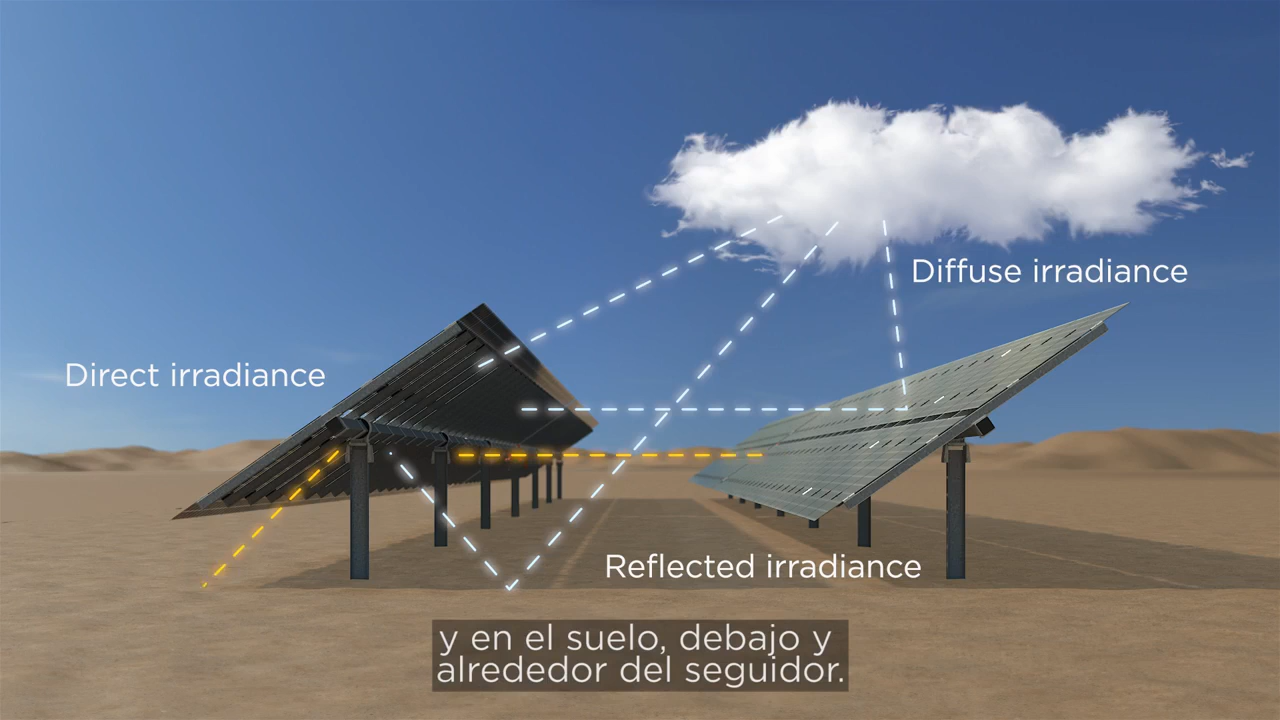 Diffuse irradiance
Direct irradiance
Reflected irradiance
y en el suelo, debajo y
alrededor del seguidor.